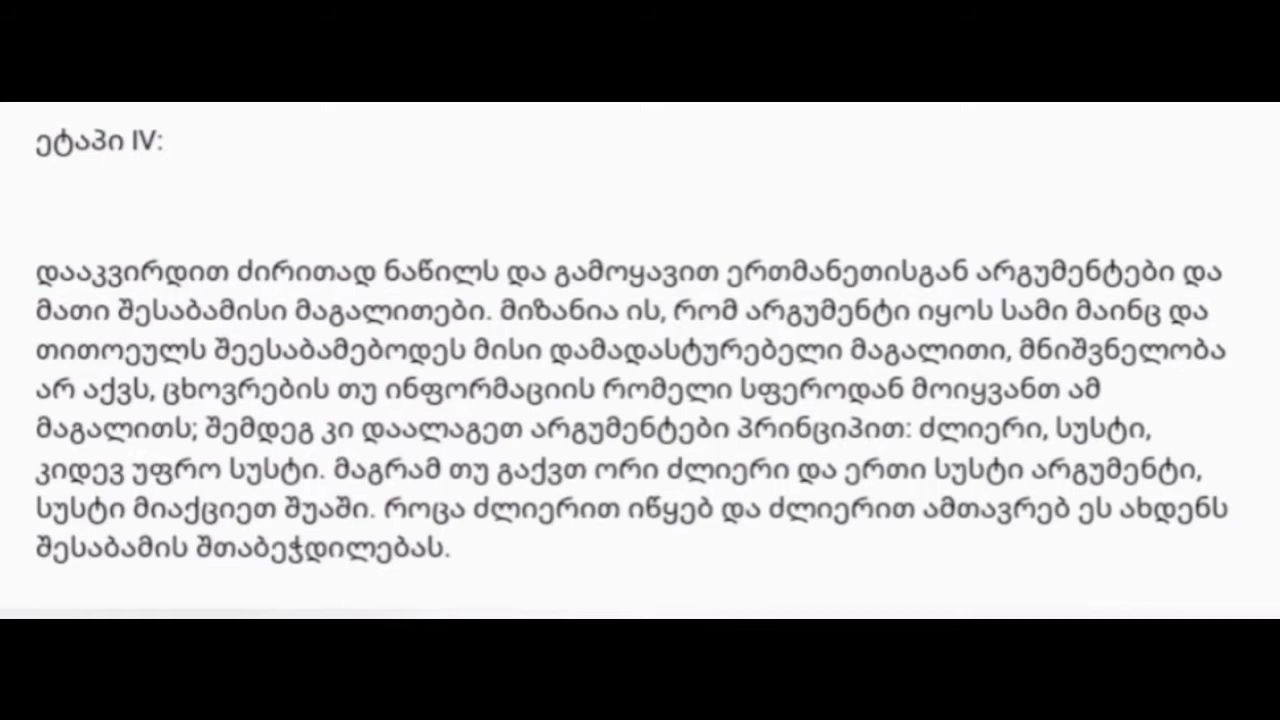 ეტაპი IV:
დააკვირდით ძირითად ნაწილს და გამოყავით ერთმანეთისგან არგუმენტები და
მათი შესაბამისი მაგალითები. მიზანია ის, რომ არგუმენტი იყოს სამი მაინც და
თითოეულს შეესაბამებოდეს მისი დამადასტურებელი მაგალითი, მნიშვნელობა
არ აქვს, ცხოვრების თუ ინფორმაციის რომელი სფეროდან მოიყვანთ ამ
მაგალითს; შემდეგ კი დაალაგეთ არგუმენტები პრინციპით: ძლიერი, სუსტი,
კიდევ უფრო სუსტი. მაგრამ თუ გაქვთ ორი ძლიერი და ერთი სუსტი არგუმენტი,
სუსტი მიაქციეთ შუაში. როცა ძლიერით იწყებ და ძლიერით ამთავრებ ეს ახდენს
შესაბამის შთაბეჭდილებას.